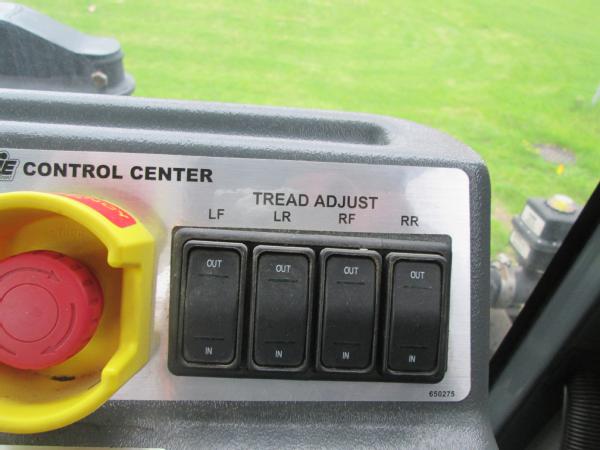 CONTROL CENTER
TREAD ADJUST
LF LR RF RR
OUT OUT OUT OUT
IN IN IN IN
650275